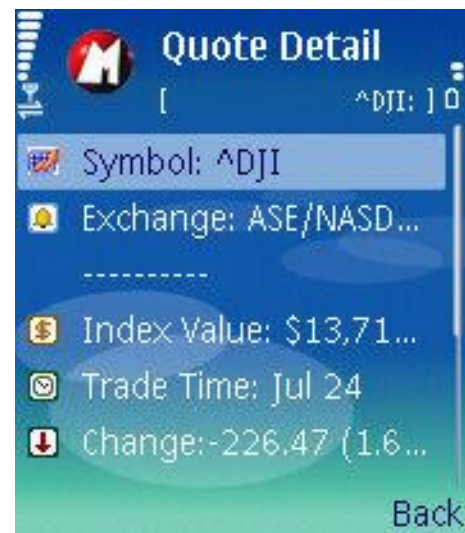 Quote Detail
[ ^DJI: ]
Symbol: ^DJI
Exchange: ASE/NASD...
----------
Index Value: $13,71...
Trade Time: Jul 24
Change:-226.47 (1.6...
Back